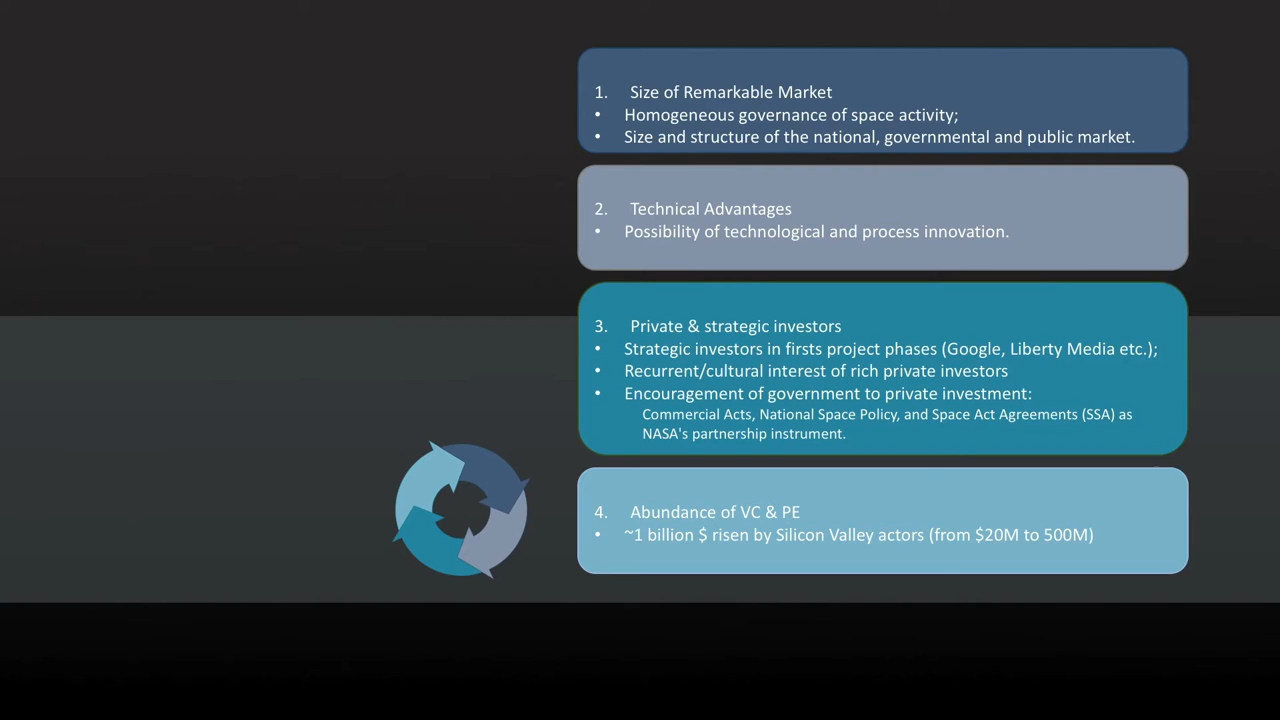 1. Size of Remarkable Market
• Homogeneous governance of space activity;
• Size and structure of the national, governmental and public market.
2. Technical Advantages
• Possibility of technological and process innovation.
3. Private & strategic investors
• Strategic investors in firsts project phases (Google, Liberty Media etc.);
• Recurrent/cultural interest of rich private investors
• Encouragement of government to private investment:
Commercial Acts, National Space Policy, and Space Act Agreements (SSA) as
NASA's partnership instrument.
4. Abundance of VC & PE
• ~1 billion $ risen by Silicon Valley actors (from $20M to 500M)